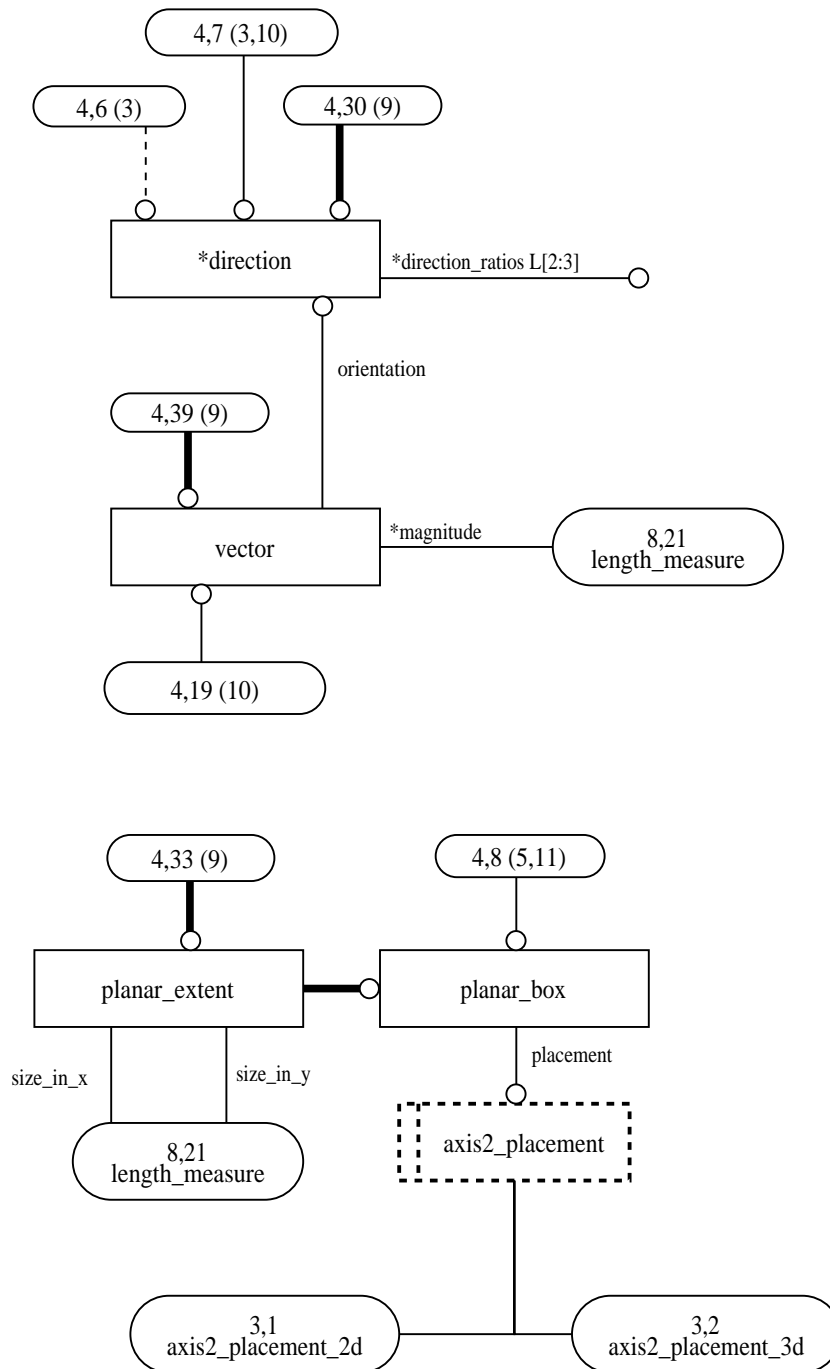 4,7 (3,10)
4,6 (3)
4,30 (9)
*direction
*direction_ratios L[2:3]
orientation
4,39 (9)
vector
*magnitude
8,21
length_measure
4,19 (10)
4,33 (9)
4,8 (5,11)
planar_extent
planar_box
size_in_x
size_in_y
placement
8,21
length_measure
axis2_placement
3,1
axis2_placement_2d
3,2
axis2_placement_3d